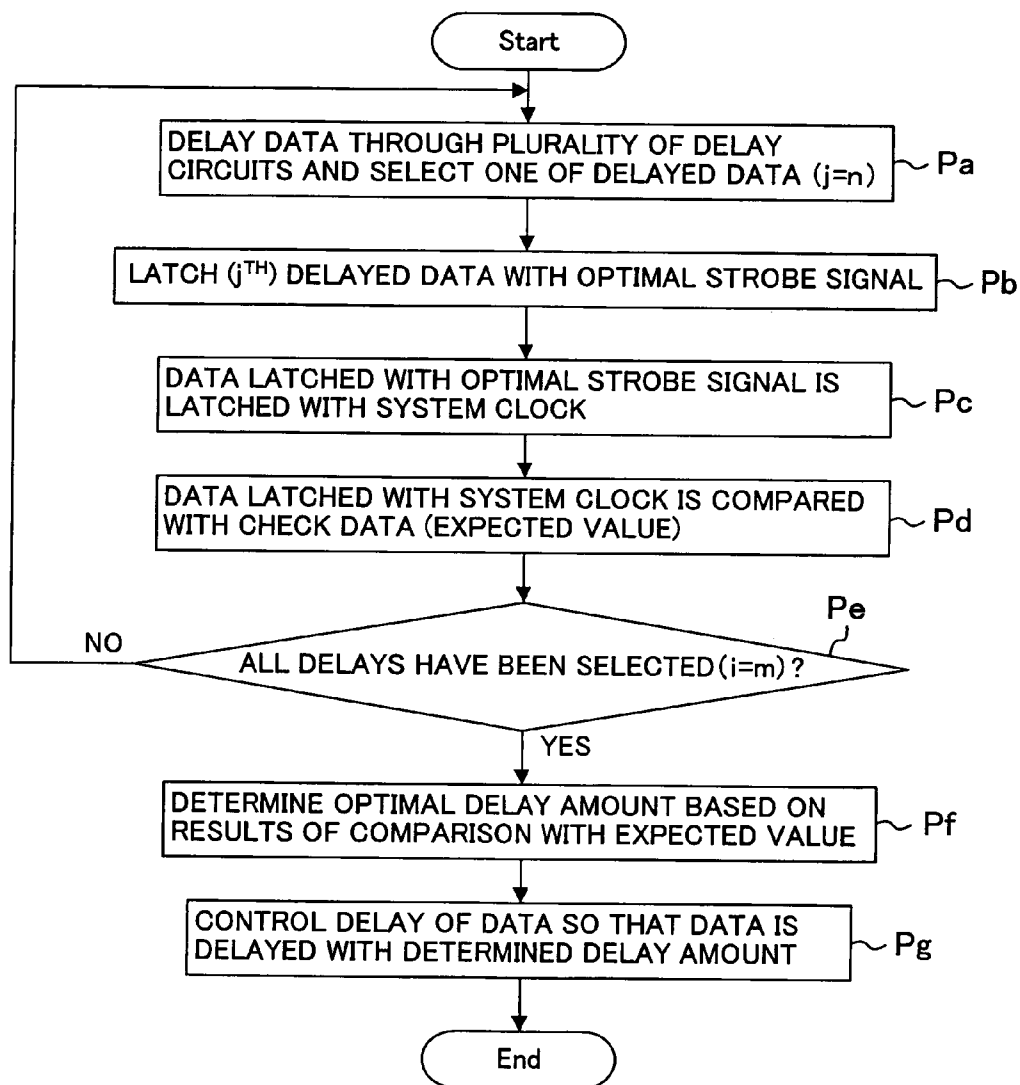 Start
DELAY DATA THROUGH PLURALITY OF DELAY
CIRCUITS AND SELECT ONE OF DELAYED DATA (j=n)
Pa
LATCH (jTH) DELAYED DATA WITH OPTIMAL STROBE SIGNAL
Pb
DATA LATCHED WITH OPTIMAL STROBE SIGNAL IS
LATCHED WITH SYSTEM CLOCK
Pc
DATA LATCHED WITH SYSTEM CLOCK IS COMPARED
WITH CHECK DATA (EXPECTED VALUE)
Pd
Pe
NO
ALL DELAYS HAVE BEEN SELECTED(i=m)?
YES
DETERMINE OPTIMAL DELAY AMOUNT BASED ON
RESULTS OF COMPARISON WITH EXPECTED VALUE
Pf
CONTROL DELAY OF DATA SO THAT DATA IS
DELAYED WITH DETERMINED DELAY AMOUNT
Pg
End